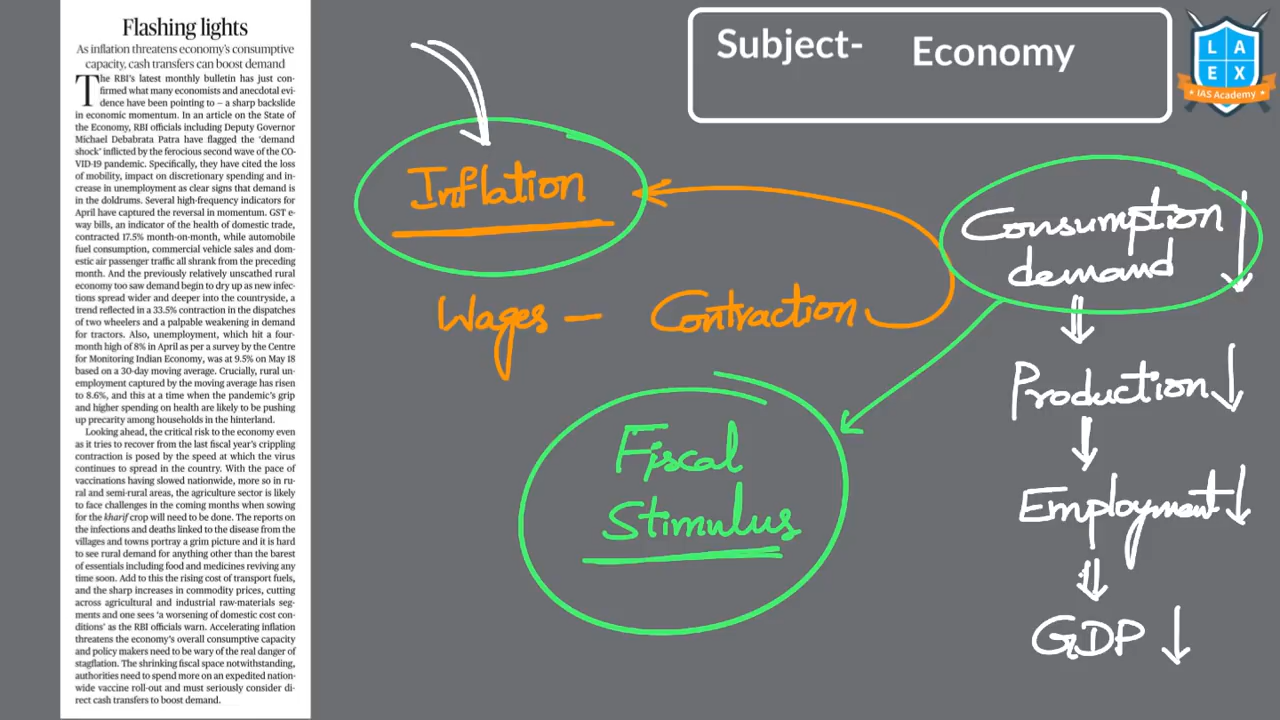 Flashing lights
As inflation threatens economy's consumptive
capacity, cash transfers can boost demand
The RBI's latest monthly bulletin has just con-
firmed what many economists and anecdotal evi-
dence have been pointing to – a sharp backslide
in economic momentum. In an article on the State of
the Economy, RBI officials including Deputy Governor
Michael Debabrata Patra have flagged the 'demand
shock' inflicted by the ferocious second wave of the CO-
VID-19 pandemic. Specifically, they have cited the loss
of mobility, impact on discretionary spending and in-
crease in unemployment as clear signs that demand is
in the doldrums. Several high-frequency indicators for
April have captured the reversal in momentum. GST e-
way bills, an indicator of the health of domestic trade,
contracted 17.5% month-on-month, while automobile
fuel consumption, commercial vehicle sales and dom-
estic air passenger traffic all shrank from the preceding
month. And the previously relatively unscathed rural
economy too saw demand begin to dry up as new infec-
tions spread wider and deeper into the countryside, a
trend reflected in a 33.5% contraction in the dispatches
of two wheelers and a palpable weakening in demand
for tractors. Also, unemployment, which hit a four-
month high of 8% in April as per a survey by the Centre
for Monitoring Indian Economy, was at 9.5% on May 18
based on a 30-day moving average. Crucially, rural un-
employment captured by the moving average has risen
to 8.6%, and this at a time when the pandemic's grip
and higher spending on health are likely to be pushing
up precarity among households in the hinterland.
Looking ahead, the critical risk to the economy even
as it tries to recover from the last fiscal year's crippling
contraction is posed by the speed at which the virus
continues to spread in the country. With the pace of
vaccinations having slowed nationwide, more so in ru-
ral and semi-rural areas, the agriculture sector is likely
to face challenges in the coming months when sowing
for the kharif crop will need to be done. The reports on
the infections and deaths linked to the disease from the
villages and towns portray a grim picture and it is hard
to see rural demand for anything other than the barest
of essentials including food and medicines reviving any
time soon. Add to this the rising cost of transport fuels,
and the sharp increases in commodity prices, cutting
across agricultural and industrial raw-materials seg-
ments and one sees 'a worsening of domestic cost con-
ditions' as the RBI officials warn. Accelerating inflation
threatens the economy's overall consumptive capacity
and policy makers need to be wary of the real danger of
stagflation. The shrinking fiscal space notwithstanding,
authorities need to spend more on an expedited nation-
wide vaccine roll-out and must seriously consider di-
rect cash transfers to boost demand.
Subject- Economy
LA
EX
IAS Academy
Inflation
Wages – Contraction
Fiscal
Stimulus
Consumption
demand ↓
Production ↓
Employment ↓
GDP ↓